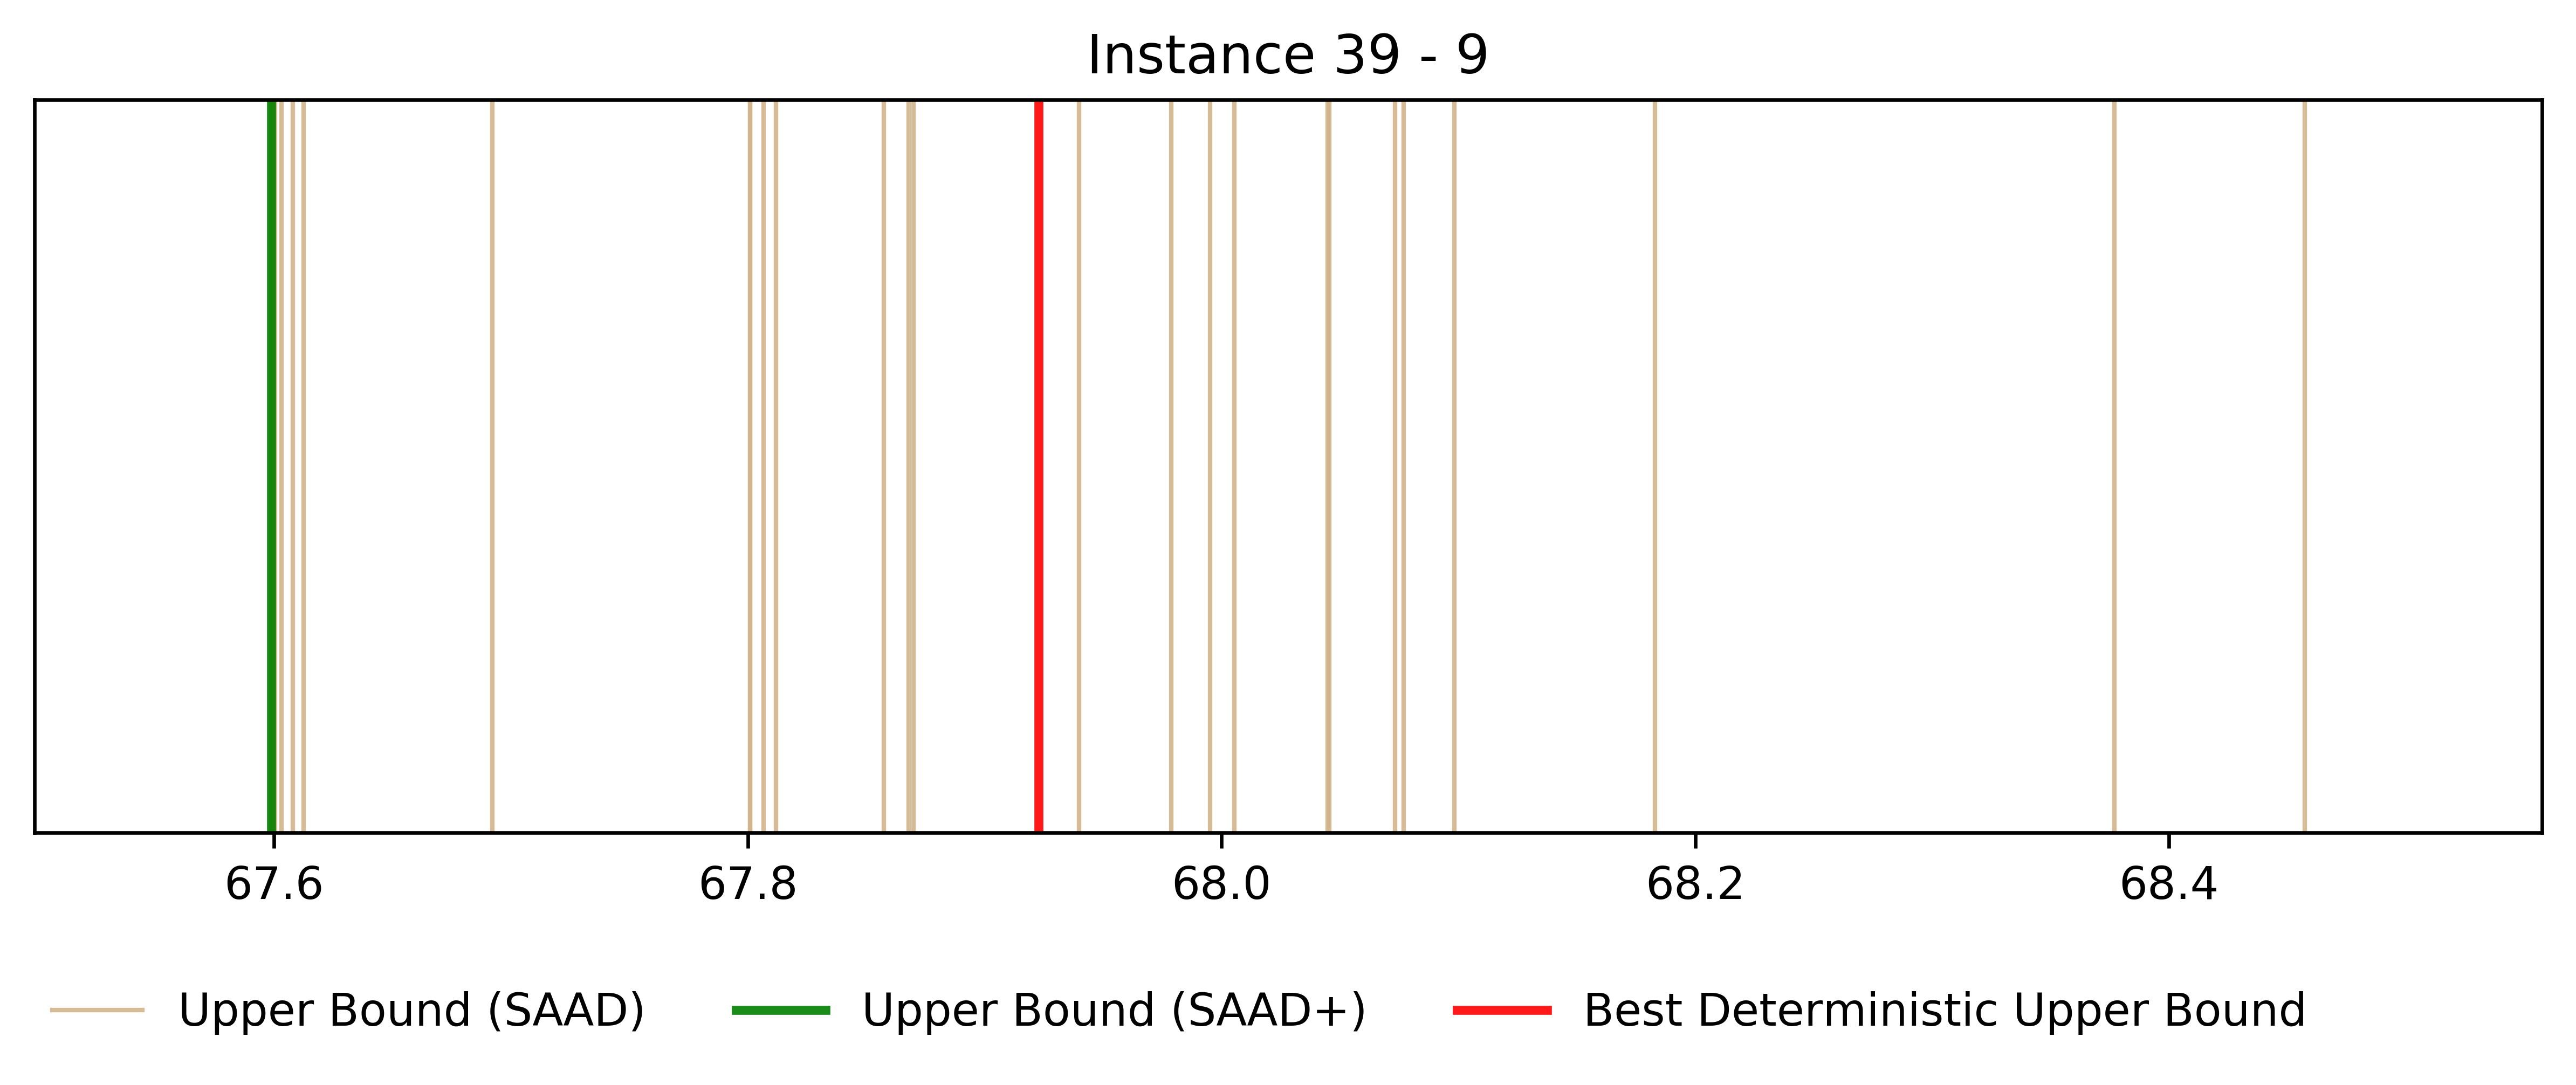 Instance 39 - 9
67.6 67.8 68.0 68.2 68.4
Upper Bound (SAAD) Upper Bound (SAAD+) Best Deterministic Upper Bound